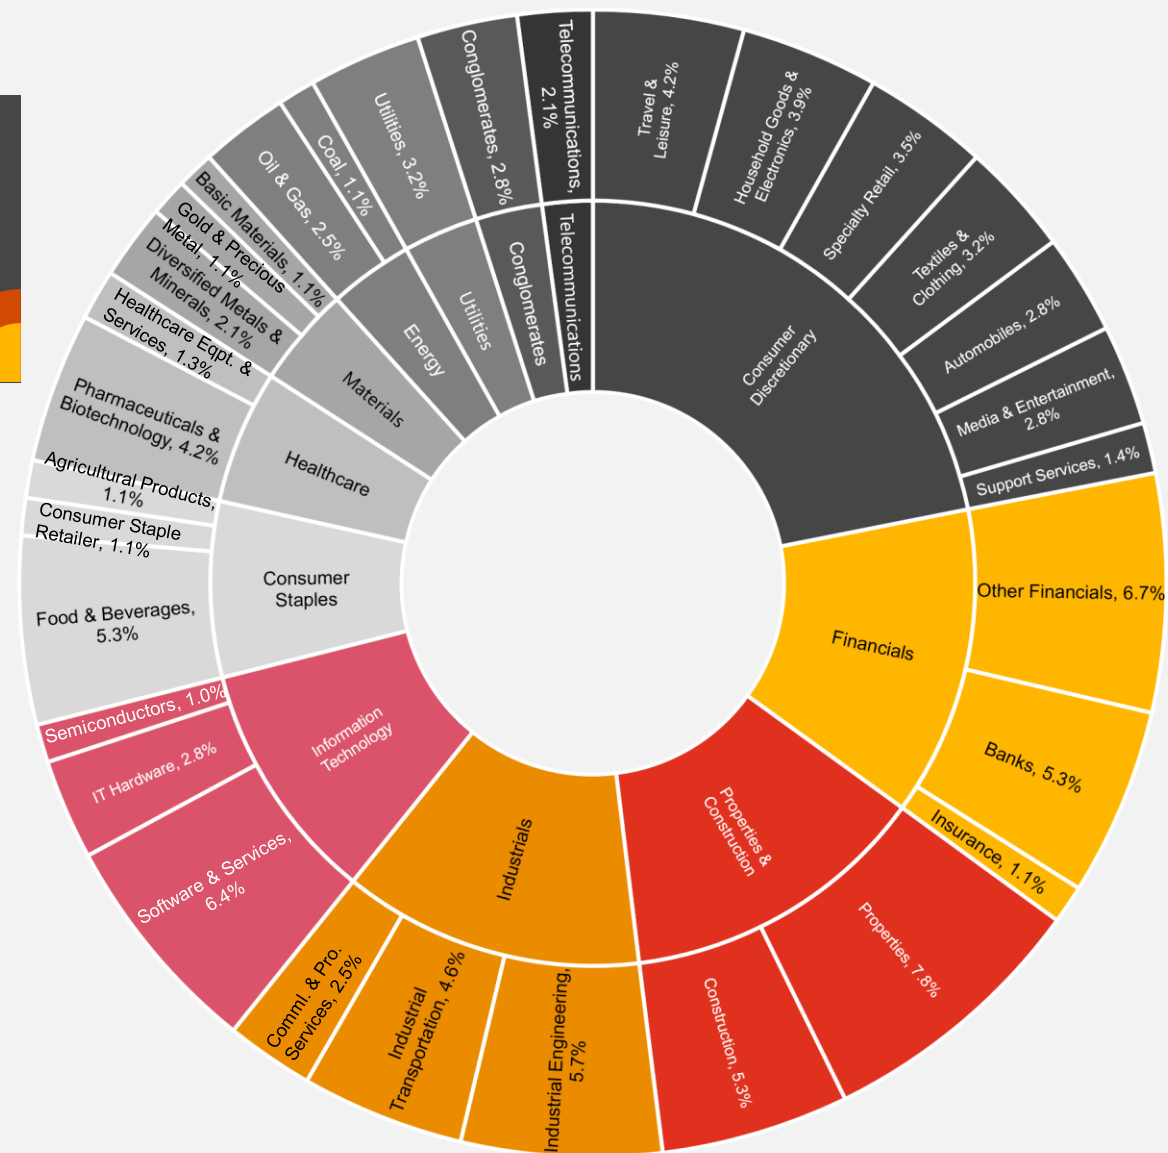 Travel &
Leisure, 4.2%
Household Goods &
Electronics, 3.9%
Specialty Retail, 3.5%
Textiles &
Clothing, 3.2%
Automobiles, 2.8%
Media & Entertainment,
2.8%
Support Services, 1.4%
Consumer
Discretionary
Other Financials, 6.7%
Banks, 5.3%
Insurance, 1.1%
Financials
Properties, 7.8%
Construction, 5.3%
Properties &
Construction
Industrial Engineering,
5.7%
Industrial
Transportation, 4.6%
Comml. & Pro.
Services, 2.5%
Industrials
Software & Services,
6.4%
IT Hardware, 2.8%
Semiconductors, 1.0%
Information
Technology
Food & Beverages,
5.3%
Consumer Staple
Retailer, 1.1%
Agricultural Products,
1.1%
Consumer
Staples
Pharmaceuticals &
Biotechnology, 4.2%
Healthcare Eqpt. &
Services, 1.3%
Healthcare
Diversified Metals &
Minerals, 2.1%
Gold & Precious
Metal, 1.1%
Basic Materials, 1.1%
Materials
Oil & Gas, 2.5%
Coal, 1.1%
Energy
Utilities, 3.2%
Utilities
Conglomerates, 2.8%
Conglomerates
Telecommunications,
2.1%
Telecommunications